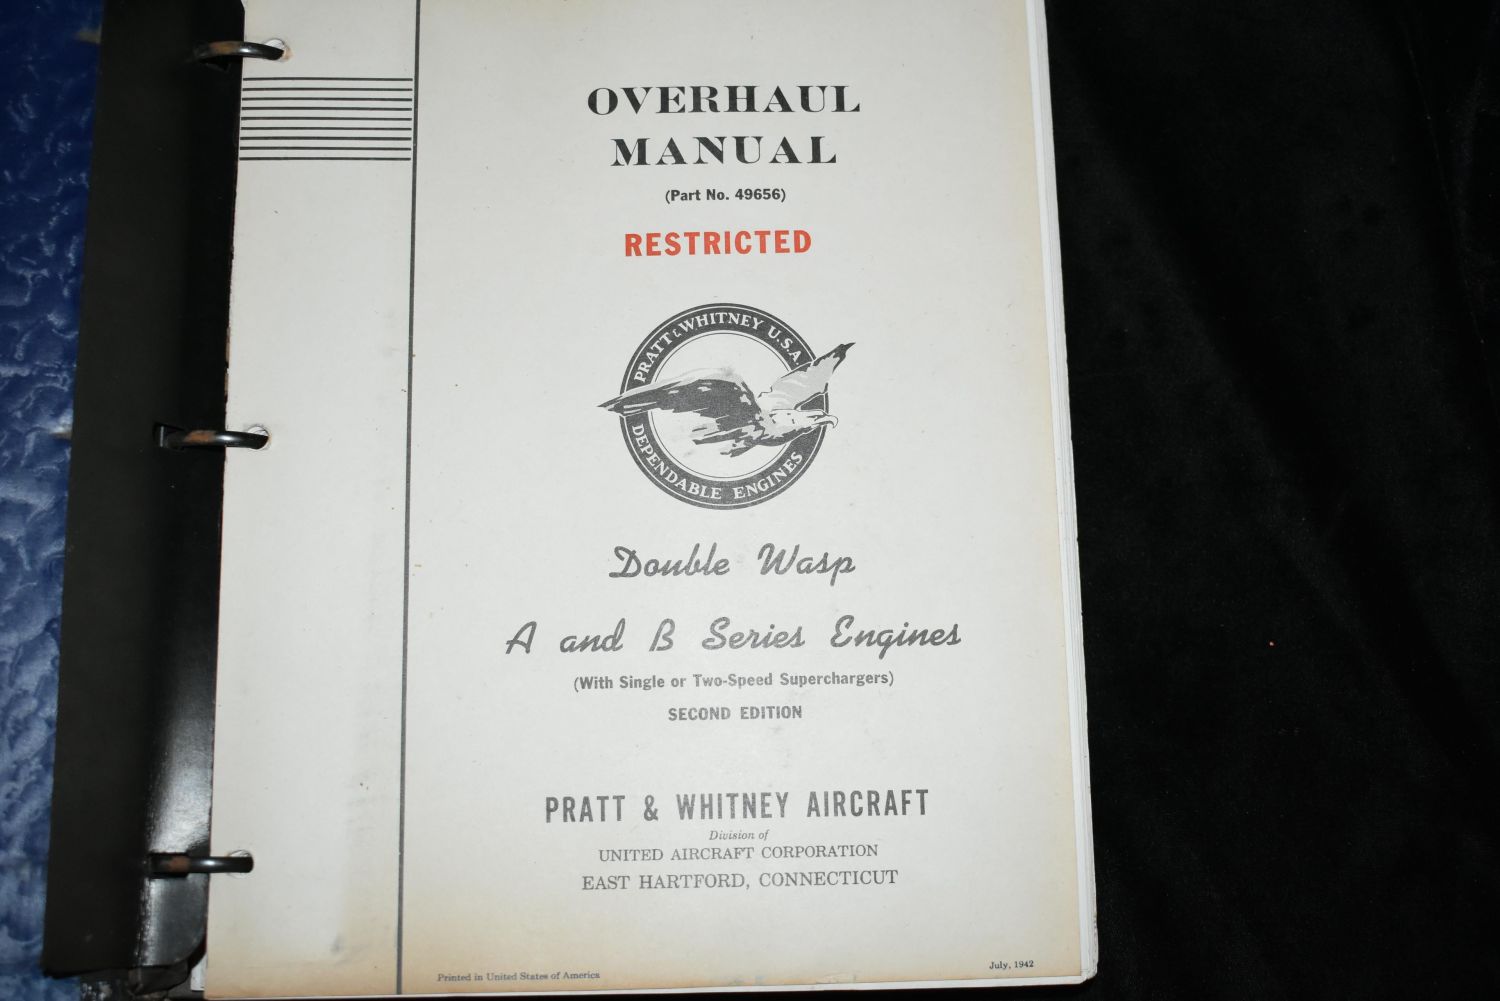 OVERHAUL
MANUAL
(Part No. 49656)
RESTRICTED
PRATT & WHITNEY U.S.A
DEPENDABLE ENGINES
Double Wasp
A and B Series Engines
(With Single or Two-Speed Superchargers)
SECOND EDITION
PRATT & WHITNEY AIRCRAFT
Division of
UNITED AIRCRAFT CORPORATION
EAST HARTFORD, CONNECTICUT
Printed in United States of America
July, 1942